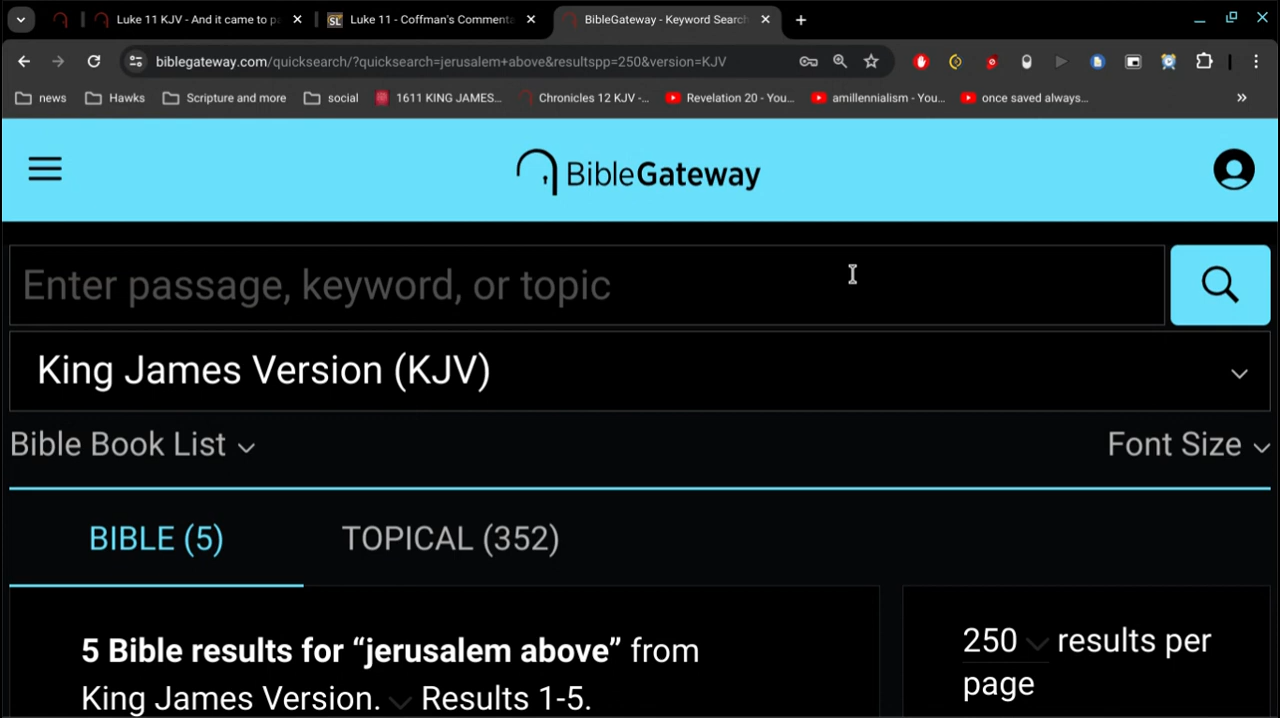 Luke 11 KJV - And it came to pa
SL Luke 11 - Coffman's Commenta
BibleGateway - Keyword Search
biblegateway.com/quicksearch/?quicksearch=jerusalem+above&resultspp=250&version=KJV
news Hawks Scripture and more social 1611 KING JAMES... Chronicles 12 KJV -... Revelation 20 - You... amillennialism - You... once saved always...
BibleGateway
Enter passage, keyword, or topic
King James Version (KJV)
Bible Book List Font Size
BIBLE (5) TOPICAL (352)
5 Bible results for “jerusalem above” from
King James Version. Results 1-5.
250 results per
page